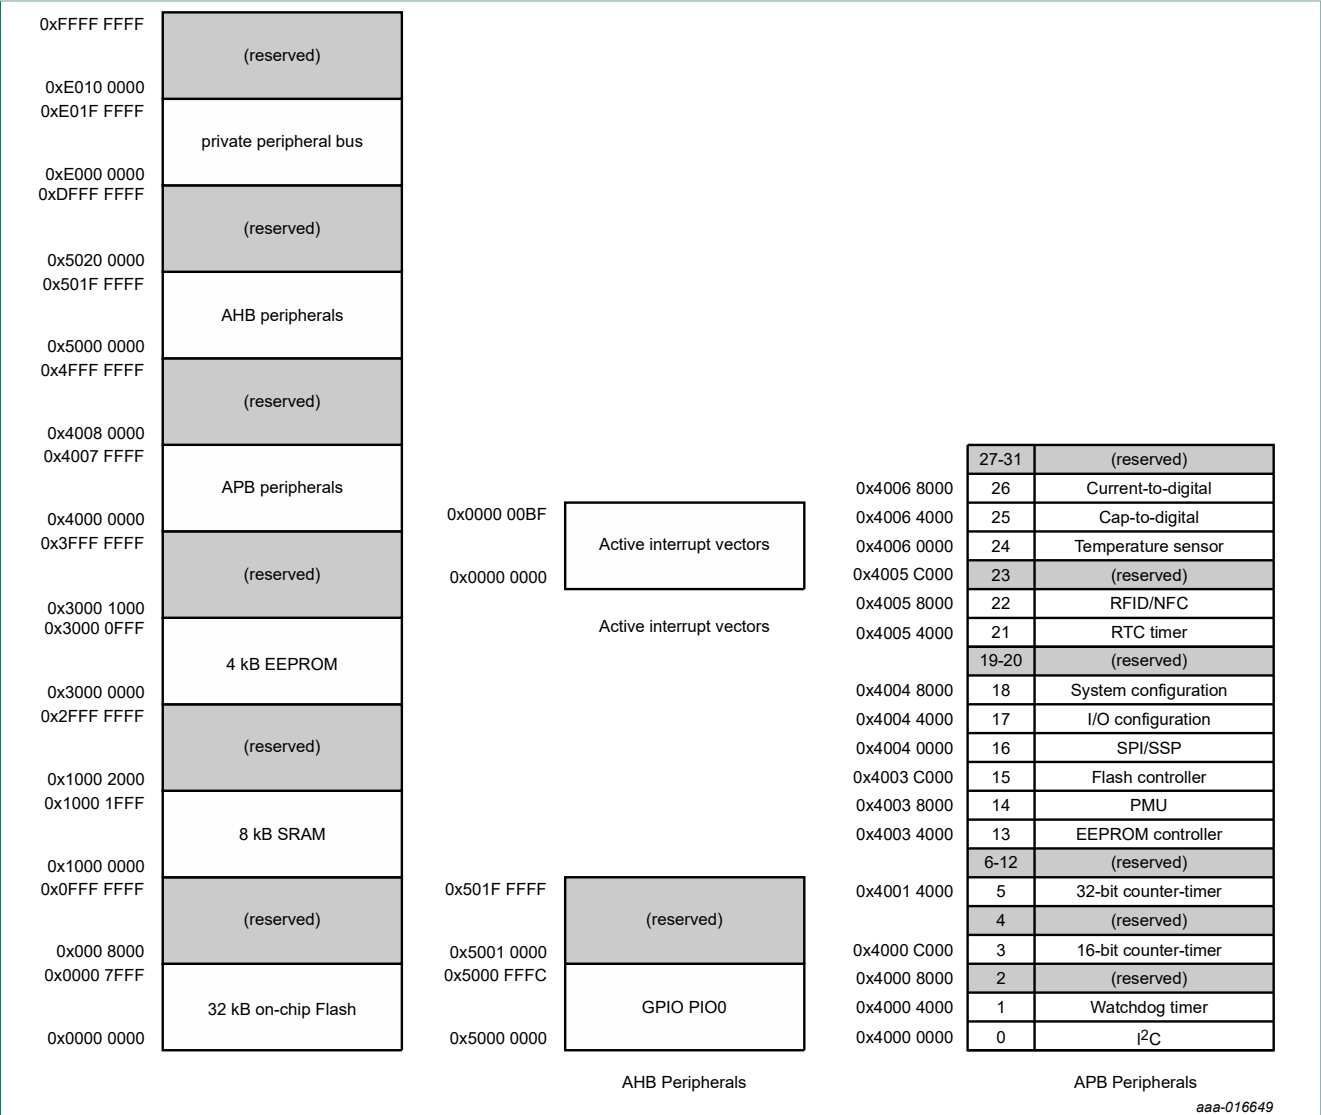 0xFFFF FFFF
(reserved)
0xE010 0000
0xE01F FFFF
private peripheral bus
0xE000 0000
0xDFFF FFFF
(reserved)
0x5020 0000
0x501F FFFF
AHB peripherals
0x5000 0000
0x4FFF FFFF
(reserved)
0x4008 0000
0x4007 FFFF
APB peripherals
0x4000 0000
0x3FFF FFFF
(reserved)
0x3000 1000
0x3000 0FFF
4 kB EEPROM
0x3000 0000
0x2FFF FFFF
(reserved)
0x1000 2000
0x1000 1FFF
8 kB SRAM
0x1000 0000
0x0FFF FFFF
(reserved)
0x000 8000
0x0000 7FFF
32 kB on-chip Flash
0x0000 0000
0x0000 00BF
Active interrupt vectors
0x0000 0000
Active interrupt vectors
0x501F FFFF
(reserved)
0x5001 0000
0x5000 FFFC
GPIO PIO0
0x5000 0000
AHB Peripherals
27-31 (reserved)
0x4006 8000 26 Current-to-digital
0x4006 4000 25 Cap-to-digital
0x4006 0000 24 Temperature sensor
0x4005 C000 23 (reserved)
0x4005 8000 22 RFID/NFC
0x4005 4000 21 RTC timer
19-20 (reserved)
0x4004 8000 18 System configuration
0x4004 4000 17 I/O configuration
0x4004 0000 16 SPI/SSP
0x4003 C000 15 Flash controller
0x4003 8000 14 PMU
0x4003 4000 13 EEPROM controller
6-12 (reserved)
0x4001 4000 5 32-bit counter-timer
4 (reserved)
0x4000 C000 3 16-bit counter-timer
0x4000 8000 2 (reserved)
0x4000 4000 1 Watchdog timer
0x4000 0000 0 I2C
APB Peripherals
aaa-016649